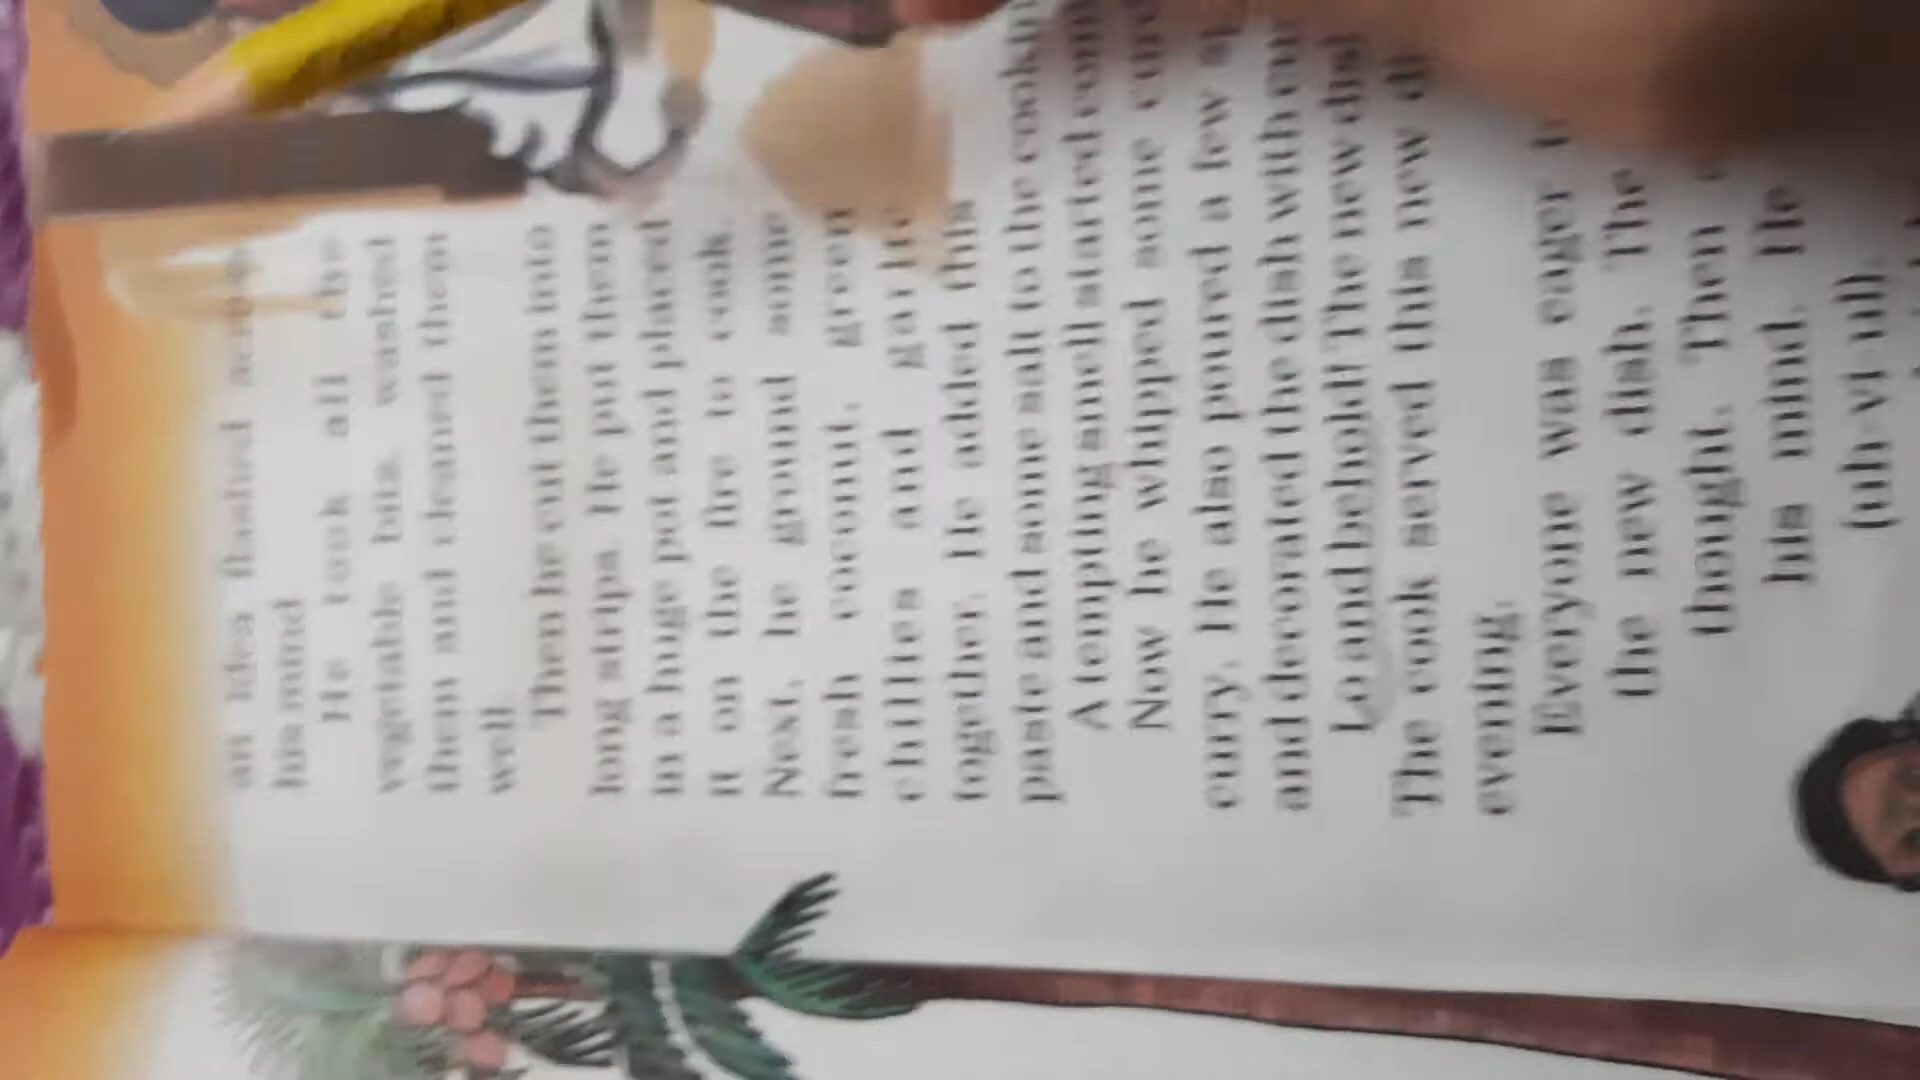 an idea flashed across
his mind
He took all the
vegetable bits, washed
them and cleaned them
well
Then he cut them into
long strips. He put them
in a huge pot and placed
it on the fire to cook.
Next, he ground some
fresh coconut, green
chillies and
together. He added this
paste and some salt to the
A tempting smell started
Now he whipped some
curry. He also poured a few
and decorated the dish with
Lo and behold! The new
The cook served this new
evening.
Everyone was eager
the new dish. The
thought. Then
his mind. He
(uh-vi-ul)